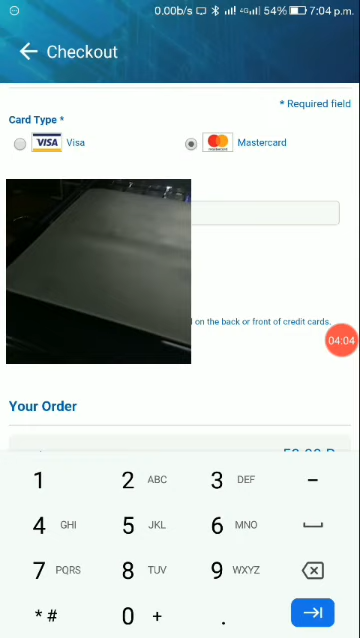 0.00b/s 4G 54% 7:04 p.m.
Checkout
* Required field
Card Type *
VISA Visa
Mastercard
on the back or front of credit cards.
04:04
Your Order
1 2 ABC 3 DEF -
4 GHI 5 JKL 6 MNO
7 PQRS 8 TUV 9 WXYZ
* # 0 + .